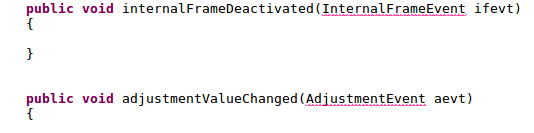 public void internalFrameDeactivated(InternalFrameEvent ifevt)
{
}
public void adjustmentValueChanged(AdjustmentEvent aevt)
{